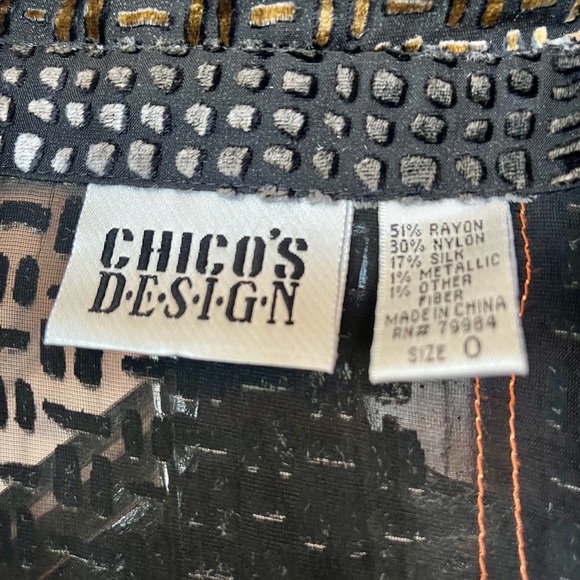 CHICO'S
D•E•S•I•G•N
51% RAYON
30% NYLON
17% SILK
1% METALLIC
1% OTHER
FIBER
MADE IN CHINA
RN# 79984
SIZE 0